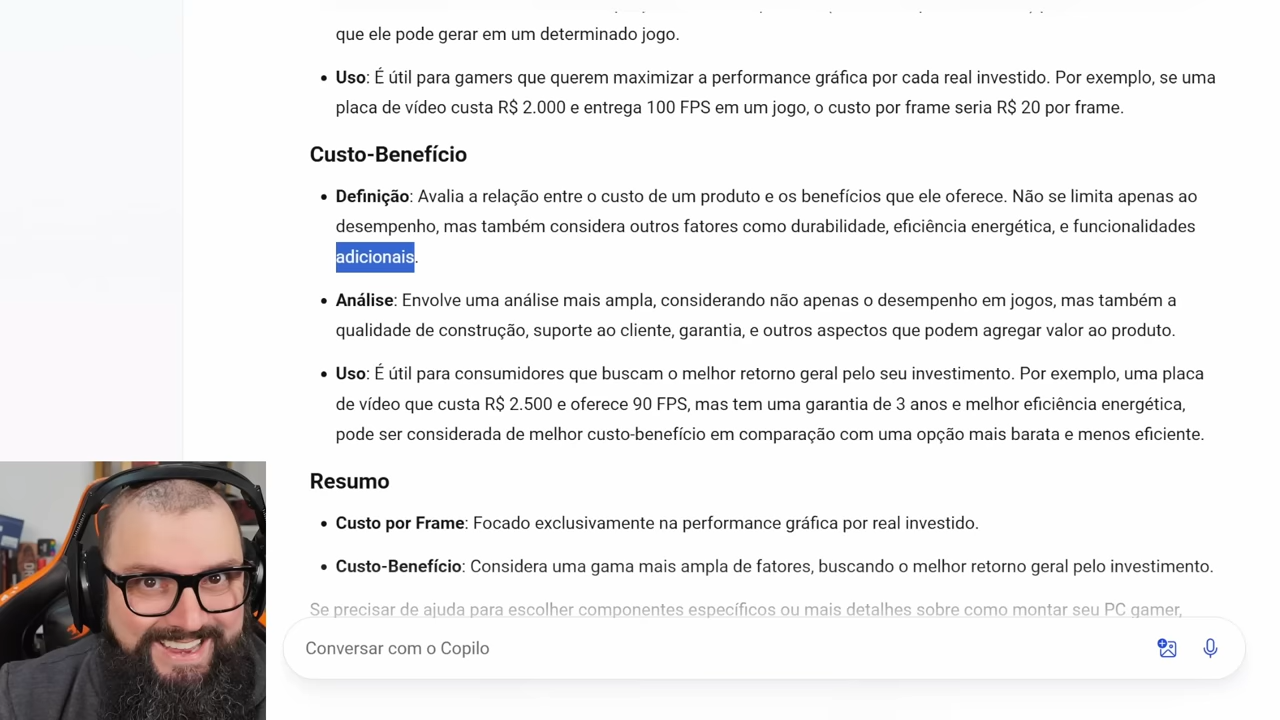 que ele pode gerar em um determinado jogo.
• Uso: É útil para gamers que querem maximizar a performance gráfica por cada real investido. Por exemplo, se uma
placa de vídeo custa R$ 2.000 e entrega 100 FPS em um jogo, o custo por frame seria R$ 20 por frame.
Custo-Benefício
• Definição: Avalia a relação entre o custo de um produto e os benefícios que ele oferece. Não se limita apenas ao
desempenho, mas também considera outros fatores como durabilidade, eficiência energética, e funcionalidades
adicionais.
• Análise: Envolve uma análise mais ampla, considerando não apenas o desempenho em jogos, mas também a
qualidade de construção, suporte ao cliente, garantia, e outros aspectos que podem agregar valor ao produto.
• Uso: É útil para consumidores que buscam o melhor retorno geral pelo seu investimento. Por exemplo, uma placa
de vídeo que custa R$ 2.500 e oferece 90 FPS, mas tem uma garantia de 3 anos e melhor eficiência energética,
pode ser considerada de melhor custo-benefício em comparação com uma opção mais barata e menos eficiente.
Resumo
• Custo por Frame: Focado exclusivamente na performance gráfica por real investido.
• Custo-Benefício: Considera uma gama mais ampla de fatores, buscando o melhor retorno geral pelo investimento.
Se precisar de ajuda para escolher componentes específicos ou mais detalhes sobre como montar seu PC gamer,
Conversar com o Copilo